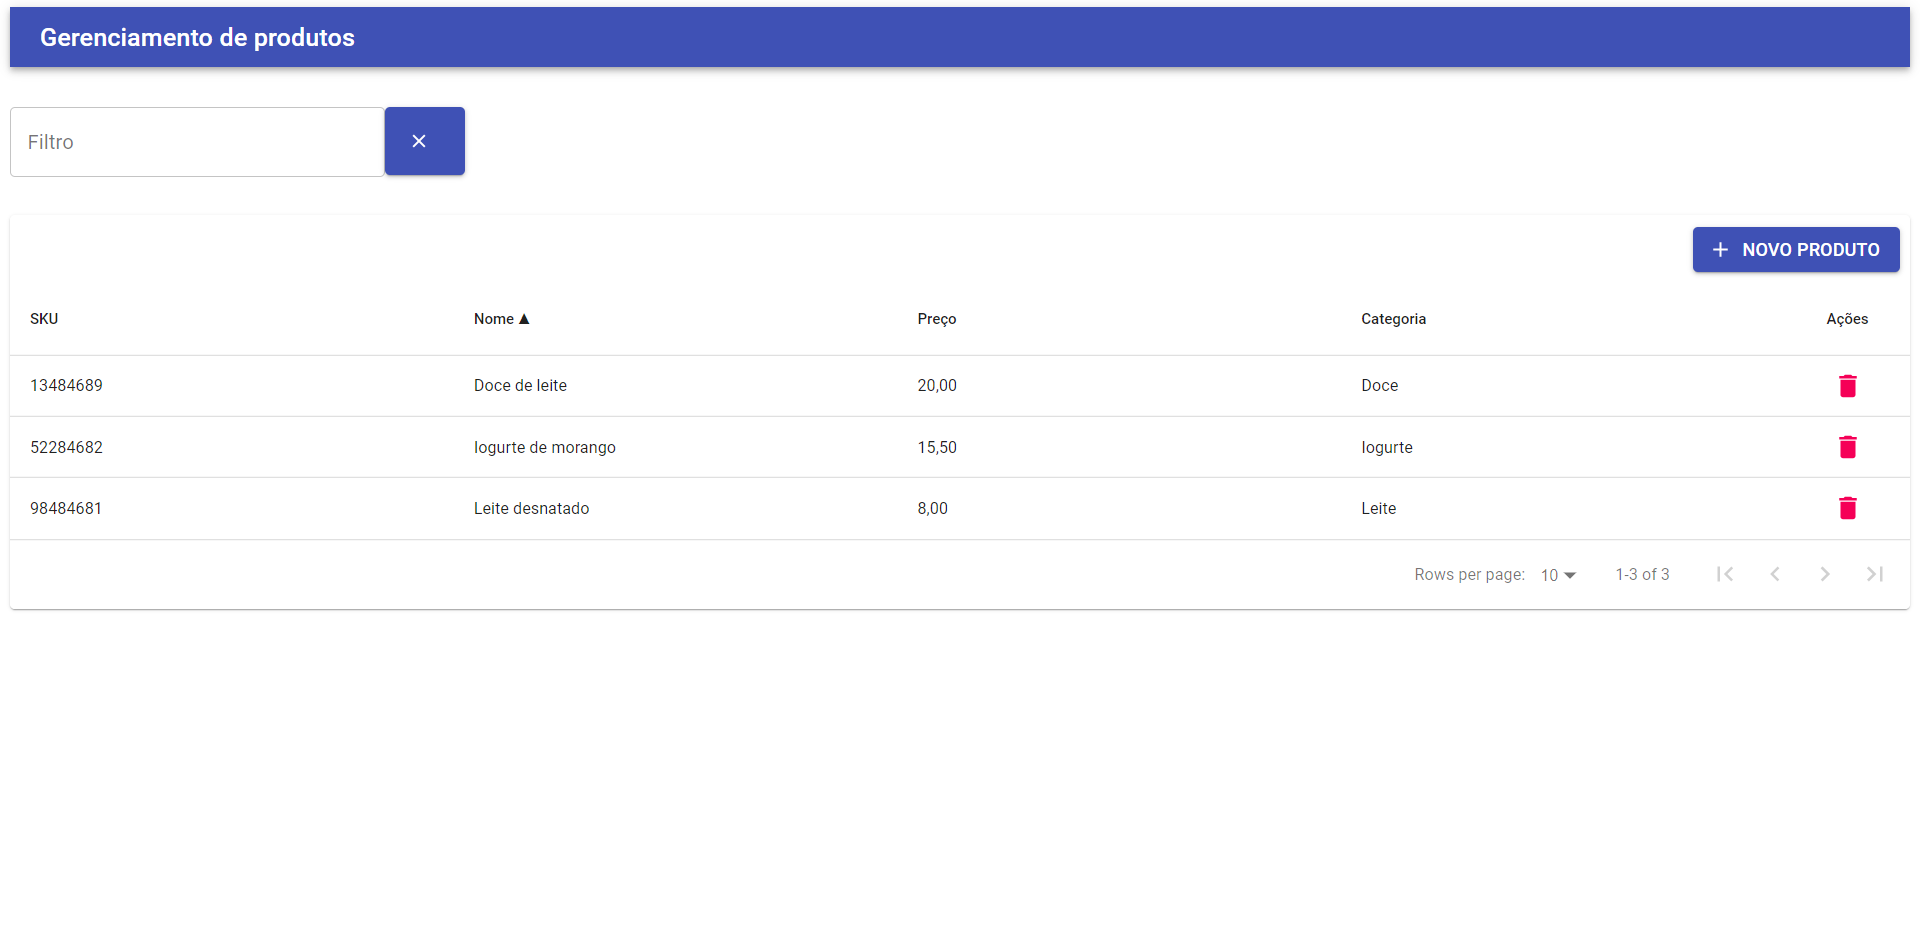 Gerenciamento de produtos
Filtro
NOVO PRODUTO
SKU Nome ▲ Preço Categoria Ações
13484689 Doce de leite 20,00 Doce
52284682 Iogurte de morango 15,50 Iogurte
98484681 Leite desnatado 8,00 Leite
Rows per page: 10 1-3 of 3